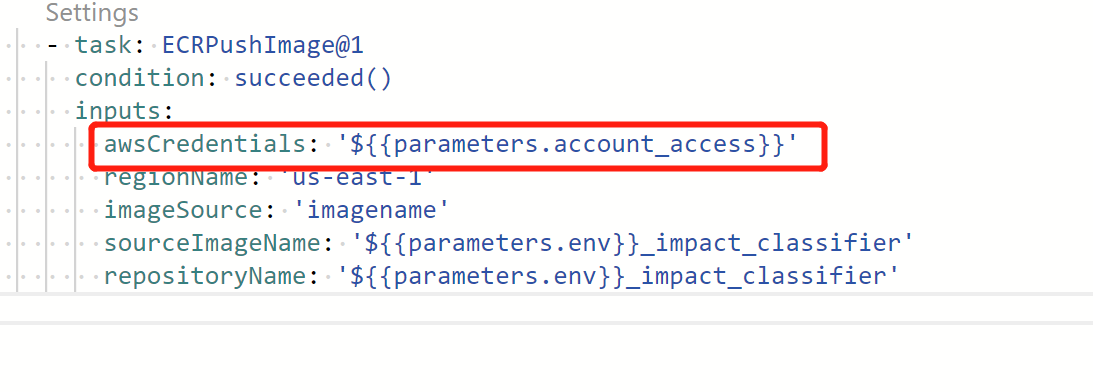 Settings
- task: ECRPushImage@1
condition: succeeded()
inputs:
awsCredentials: '${{parameters.account_access}}'
regionName: 'us-east-1'
imageSource: 'imagename'
sourceImageName: '${{parameters.env}}_impact_classifier'
repositoryName: '${{parameters.env}}_impact_classifier'